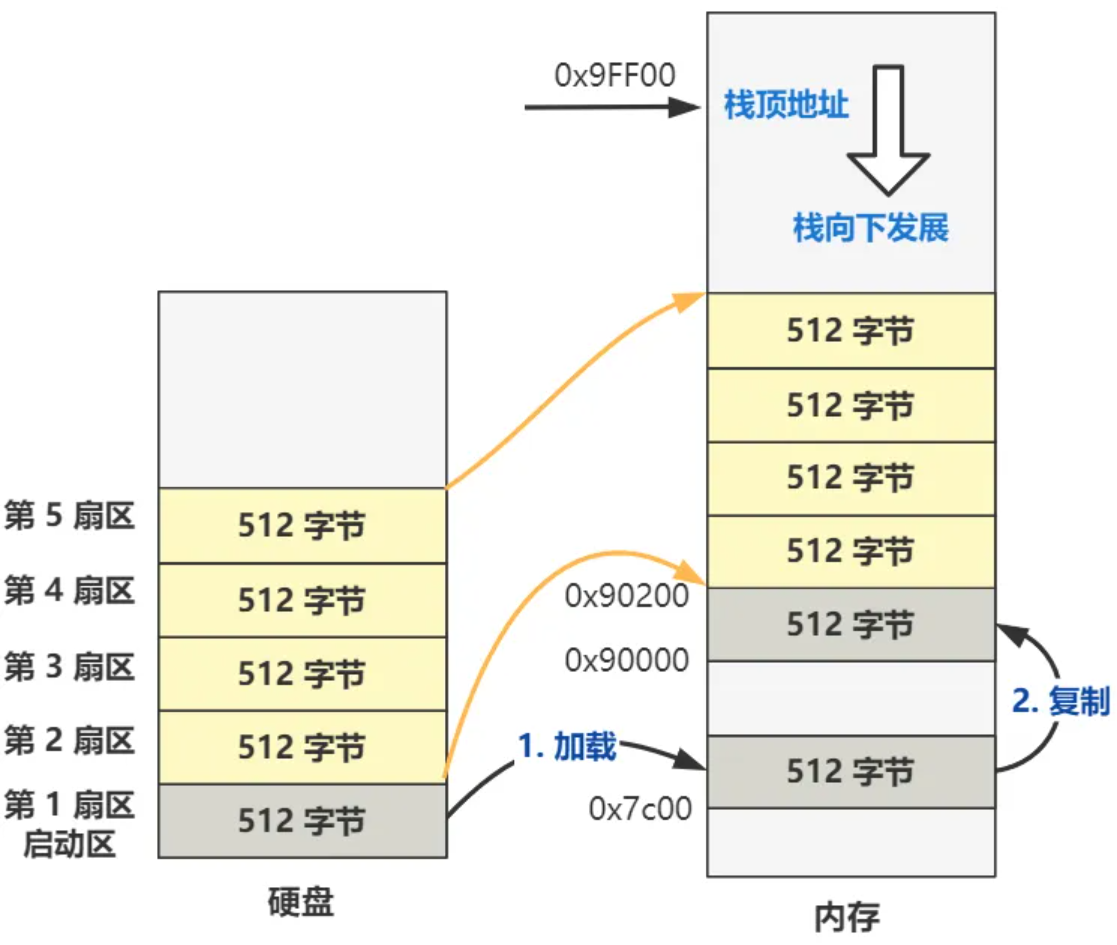 0x9FF00
栈顶地址
栈向下发展
512 字节
512 字节
512 字节
512 字节
0x90200
512 字节
0x90000
2. 复制
512 字节
0x7c00
内存
第 5 扇区
512 字节
第 4 扇区
512 字节
第 3 扇区
512 字节
第 2 扇区
512 字节
1. 加载
第 1 扇区
启动区
512 字节
硬盘